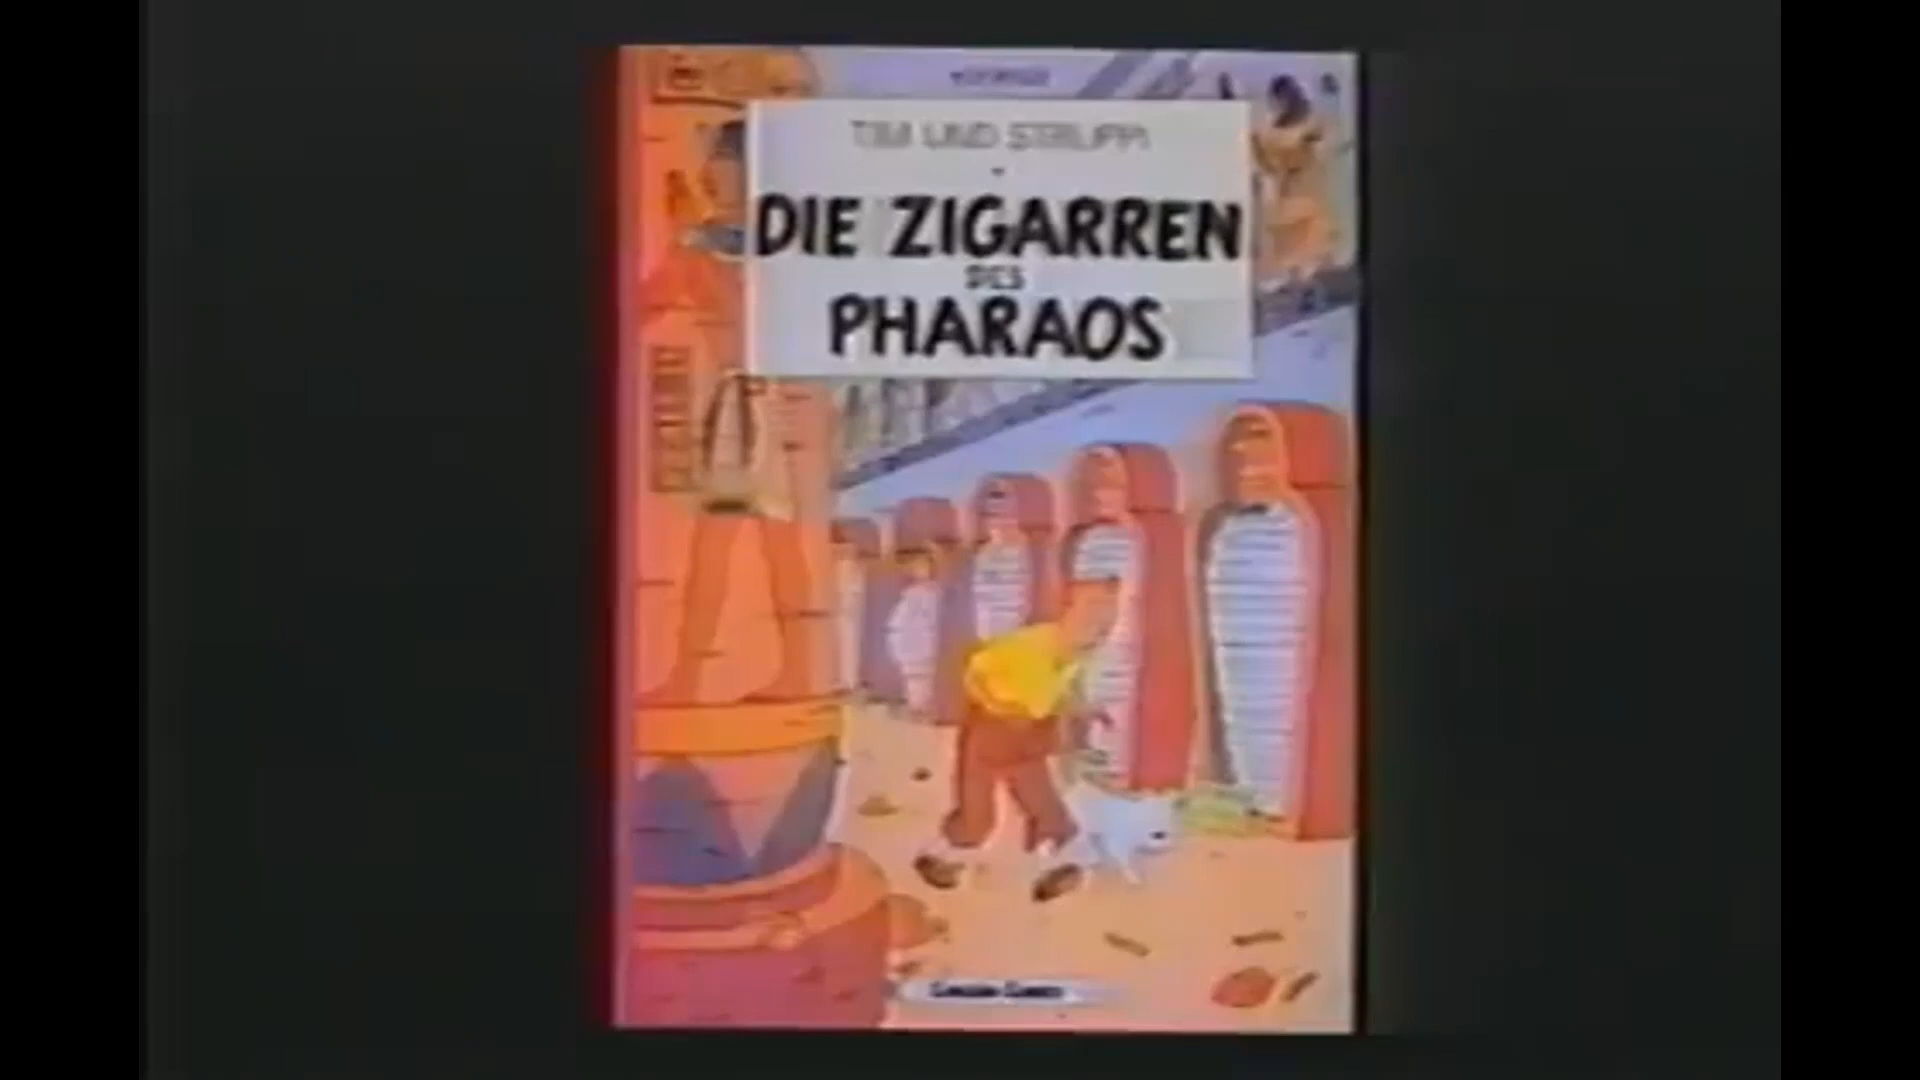 TIM UND STRUPPI
DIE ZIGARREN
DES
PHARAOS